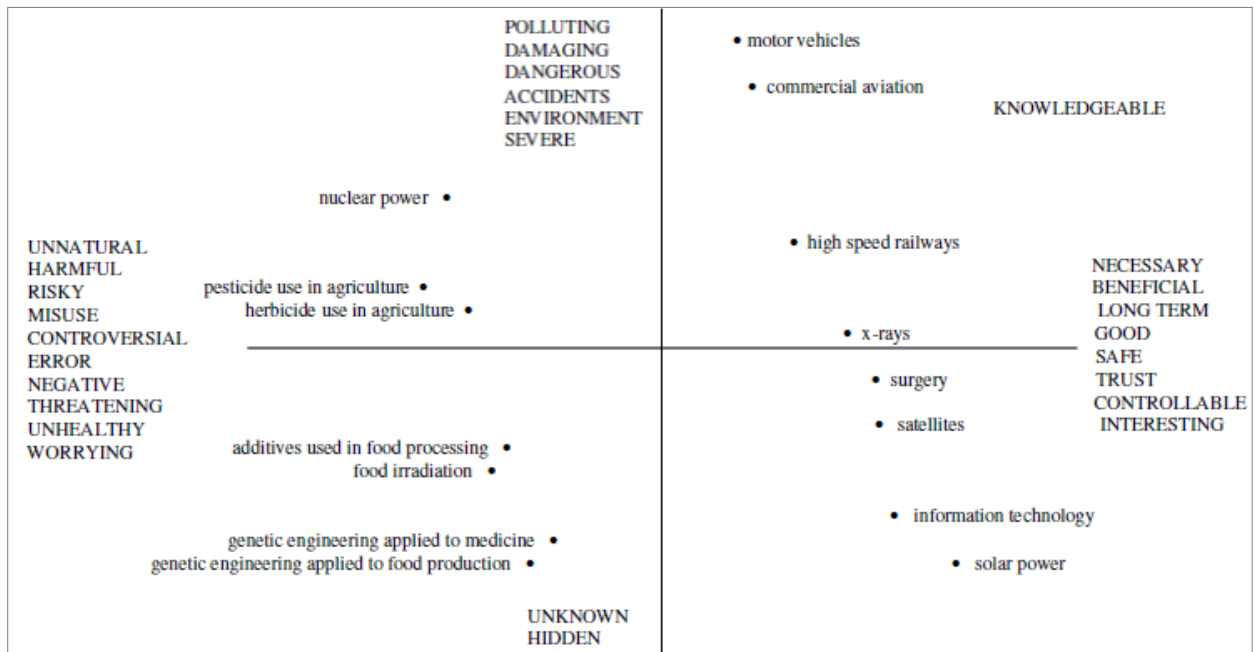 POLLUTING
DAMAGING
DANGEROUS
ACCIDENTS
ENVIRONMENT
SEVERE
• motor vehicles
• commercial aviation
KNOWLEDGEABLE
nuclear power •
• high speed railways
UNNATURAL
HARMFUL
RISKY
MISUSE
CONTROVERSIAL
ERROR
NEGATIVE
THREATENING
UNHEALTHY
WORRYING
pesticide use in agriculture •
herbicide use in agriculture •
• x-rays
• surgery
• satellites
NECESSARY
BENEFICIAL
LONG TERM
GOOD
SAFE
TRUST
CONTROLLABLE
INTERESTING
additives used in food processing •
food irradiation •
• information technology
genetic engineering applied to medicine •
genetic engineering applied to food production •
• solar power
UNKNOWN
HIDDEN